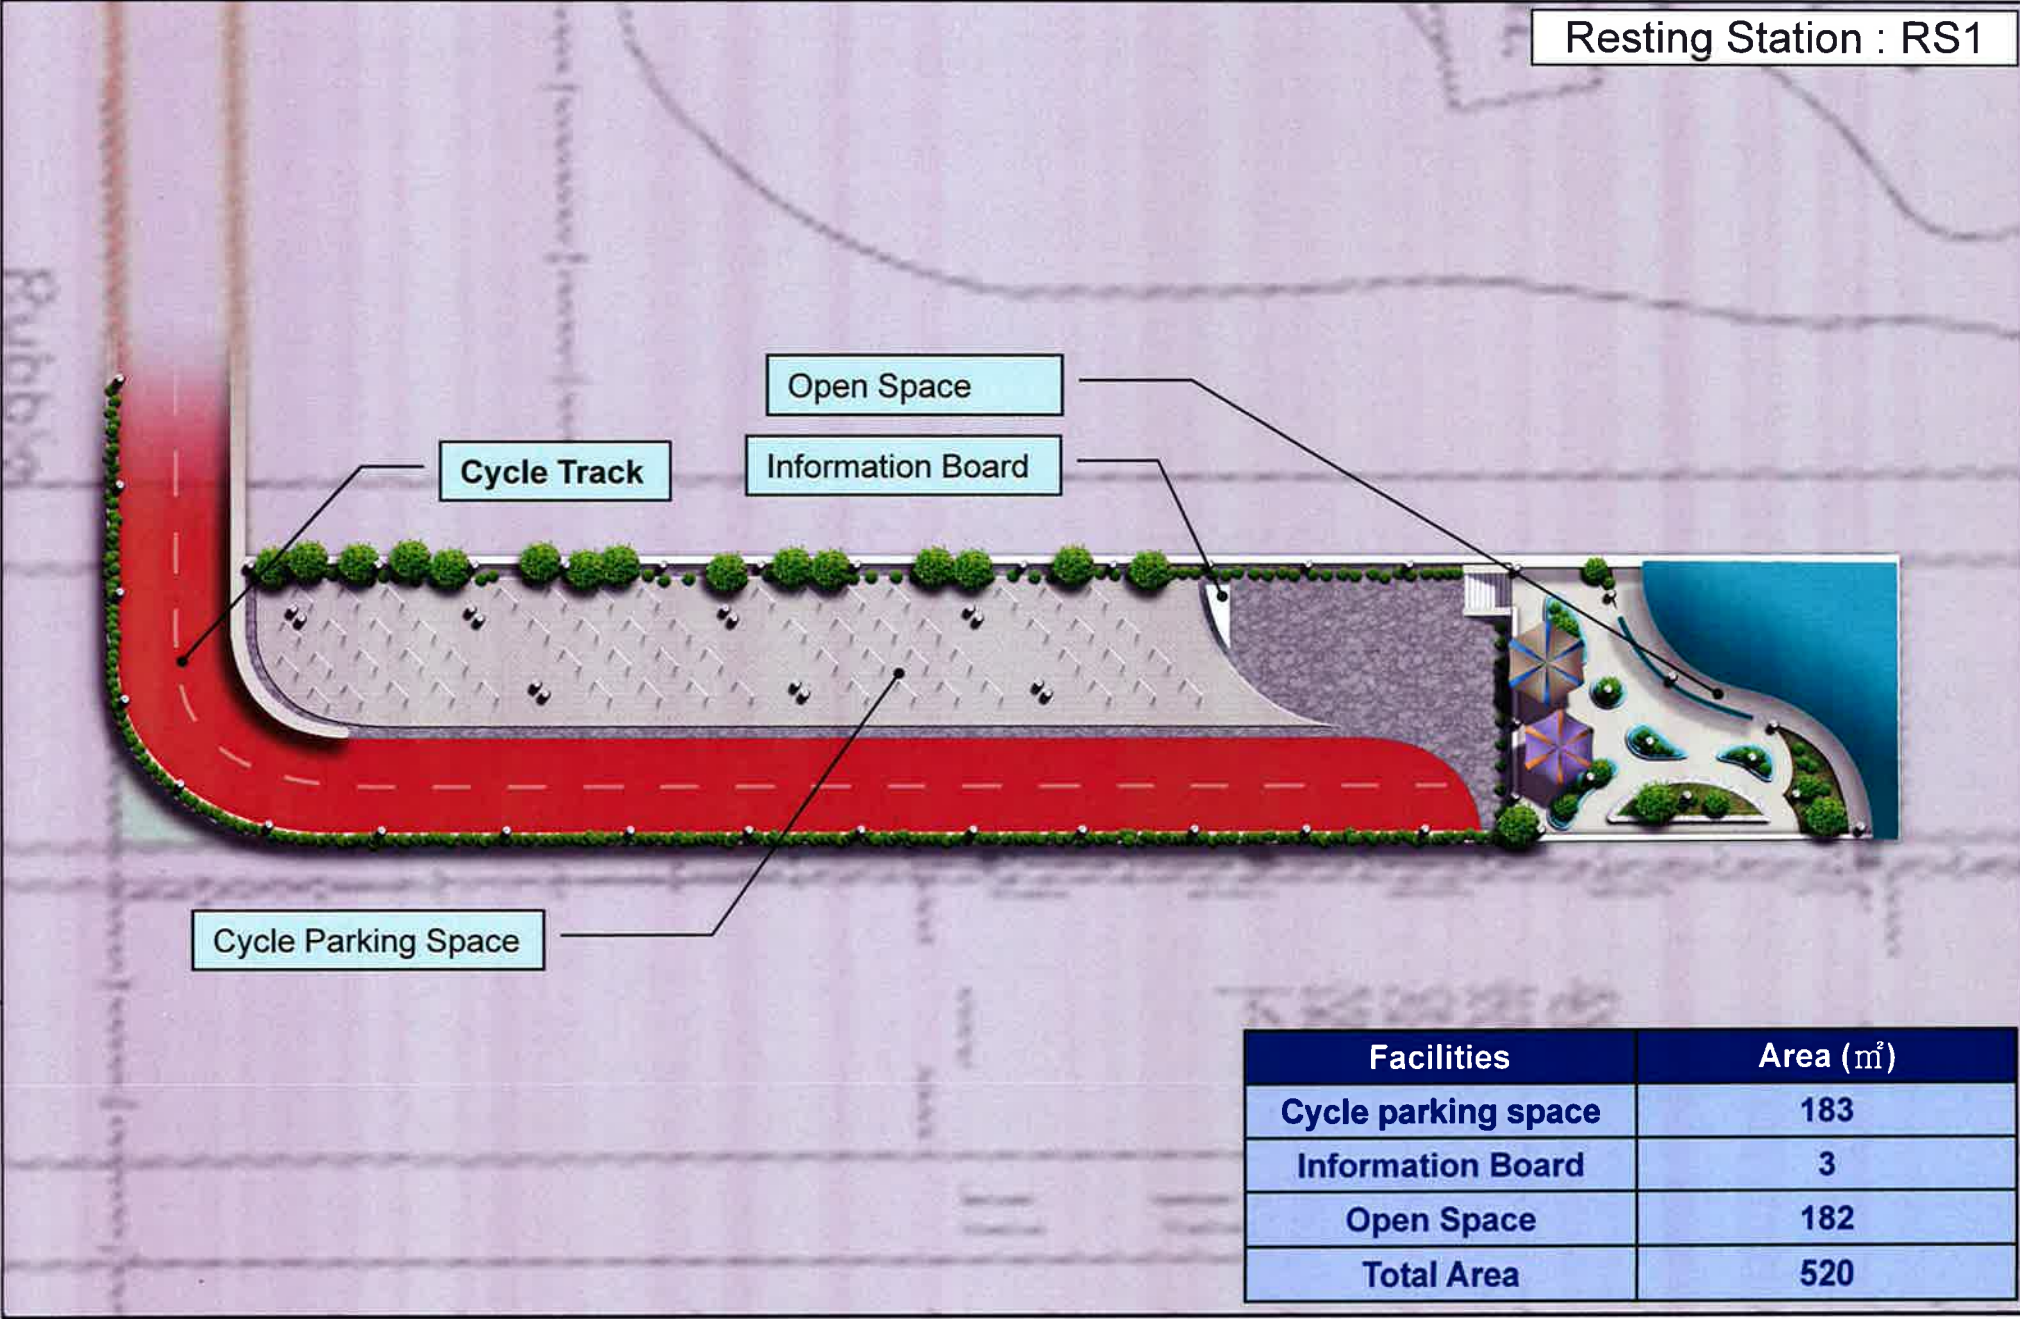 Resting Station : RS1
Open Space
Information Board
Cycle Track
Cycle Parking Space
Facilities Area (㎡)
Cycle parking space 183
Information Board 3
Open Space 182
Total Area 520